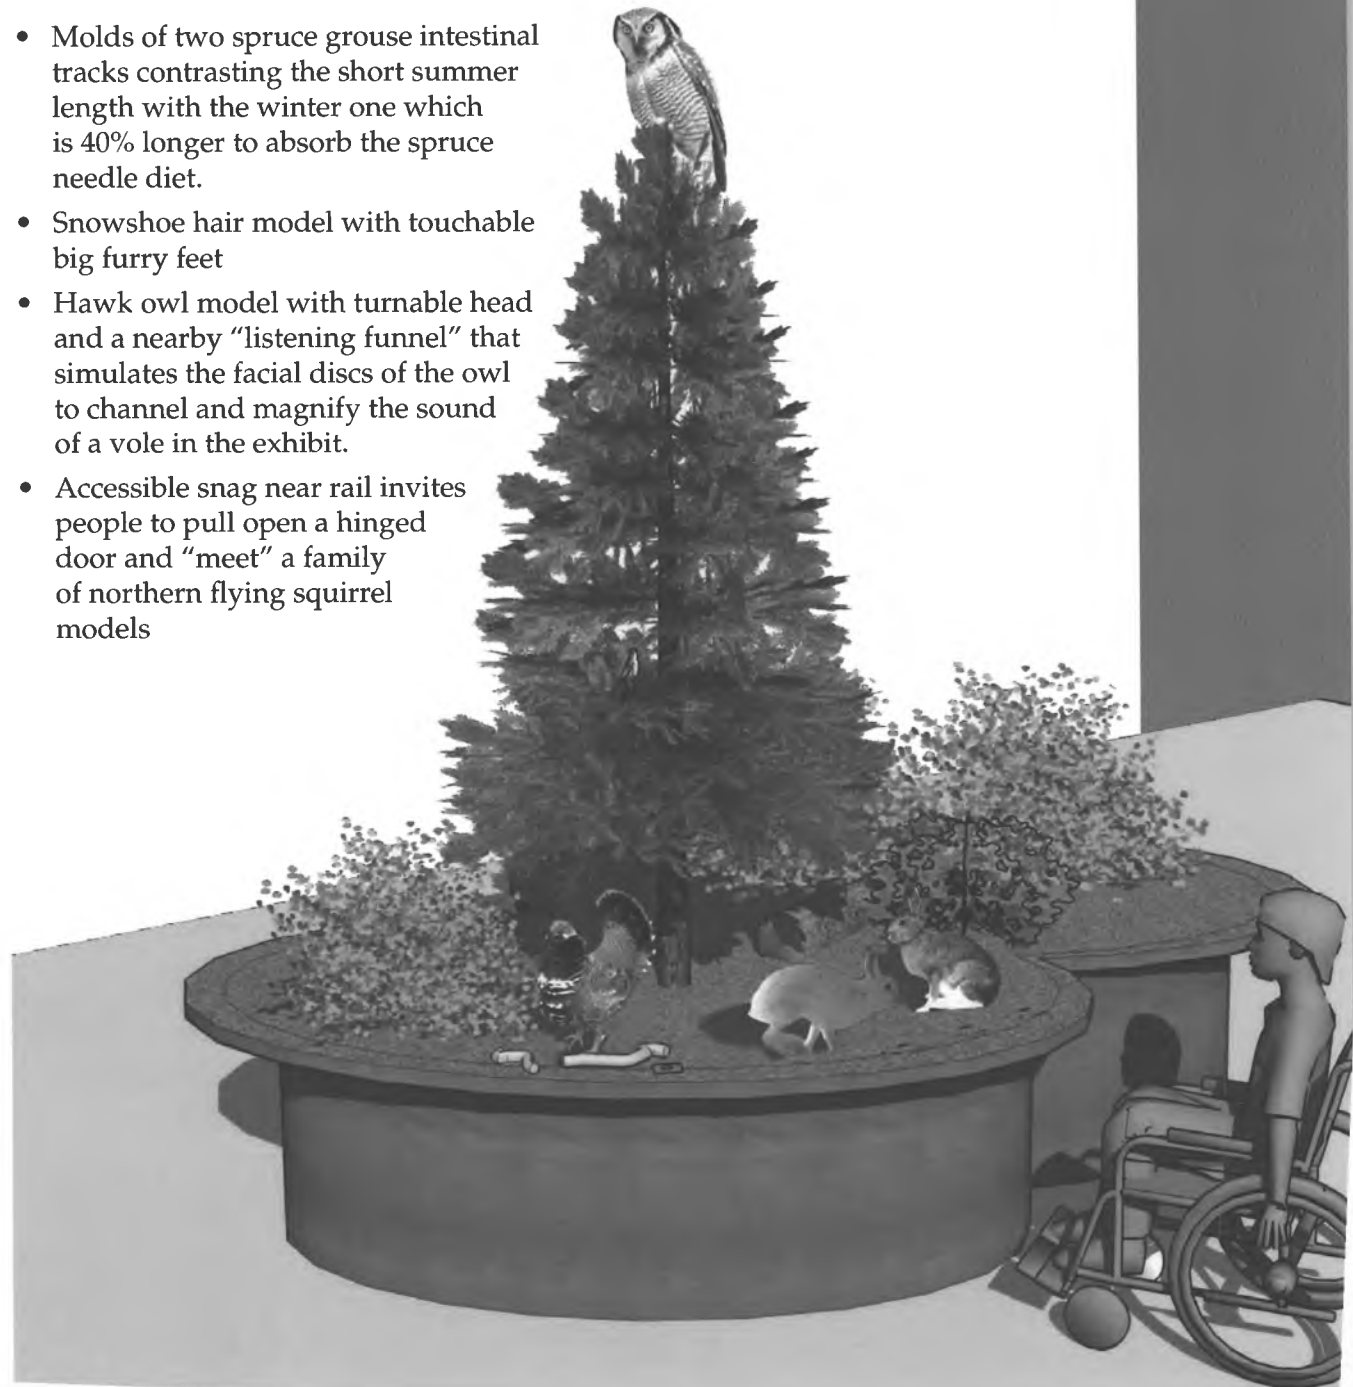 • Molds of two spruce grouse intestinal
tracks contrasting the short summer
length with the winter one which
is 40% longer to absorb the spruce
needle diet.
• Snowshoe hair model with touchable
big furry feet
• Hawk owl model with turnable head
and a nearby "listening funnel" that
simulates the facial discs of the owl
to channel and magnify the sound
of a vole in the exhibit.
• Accessible snag near rail invites
people to pull open a hinged
door and "meet" a family
of northern flying squirrel
models